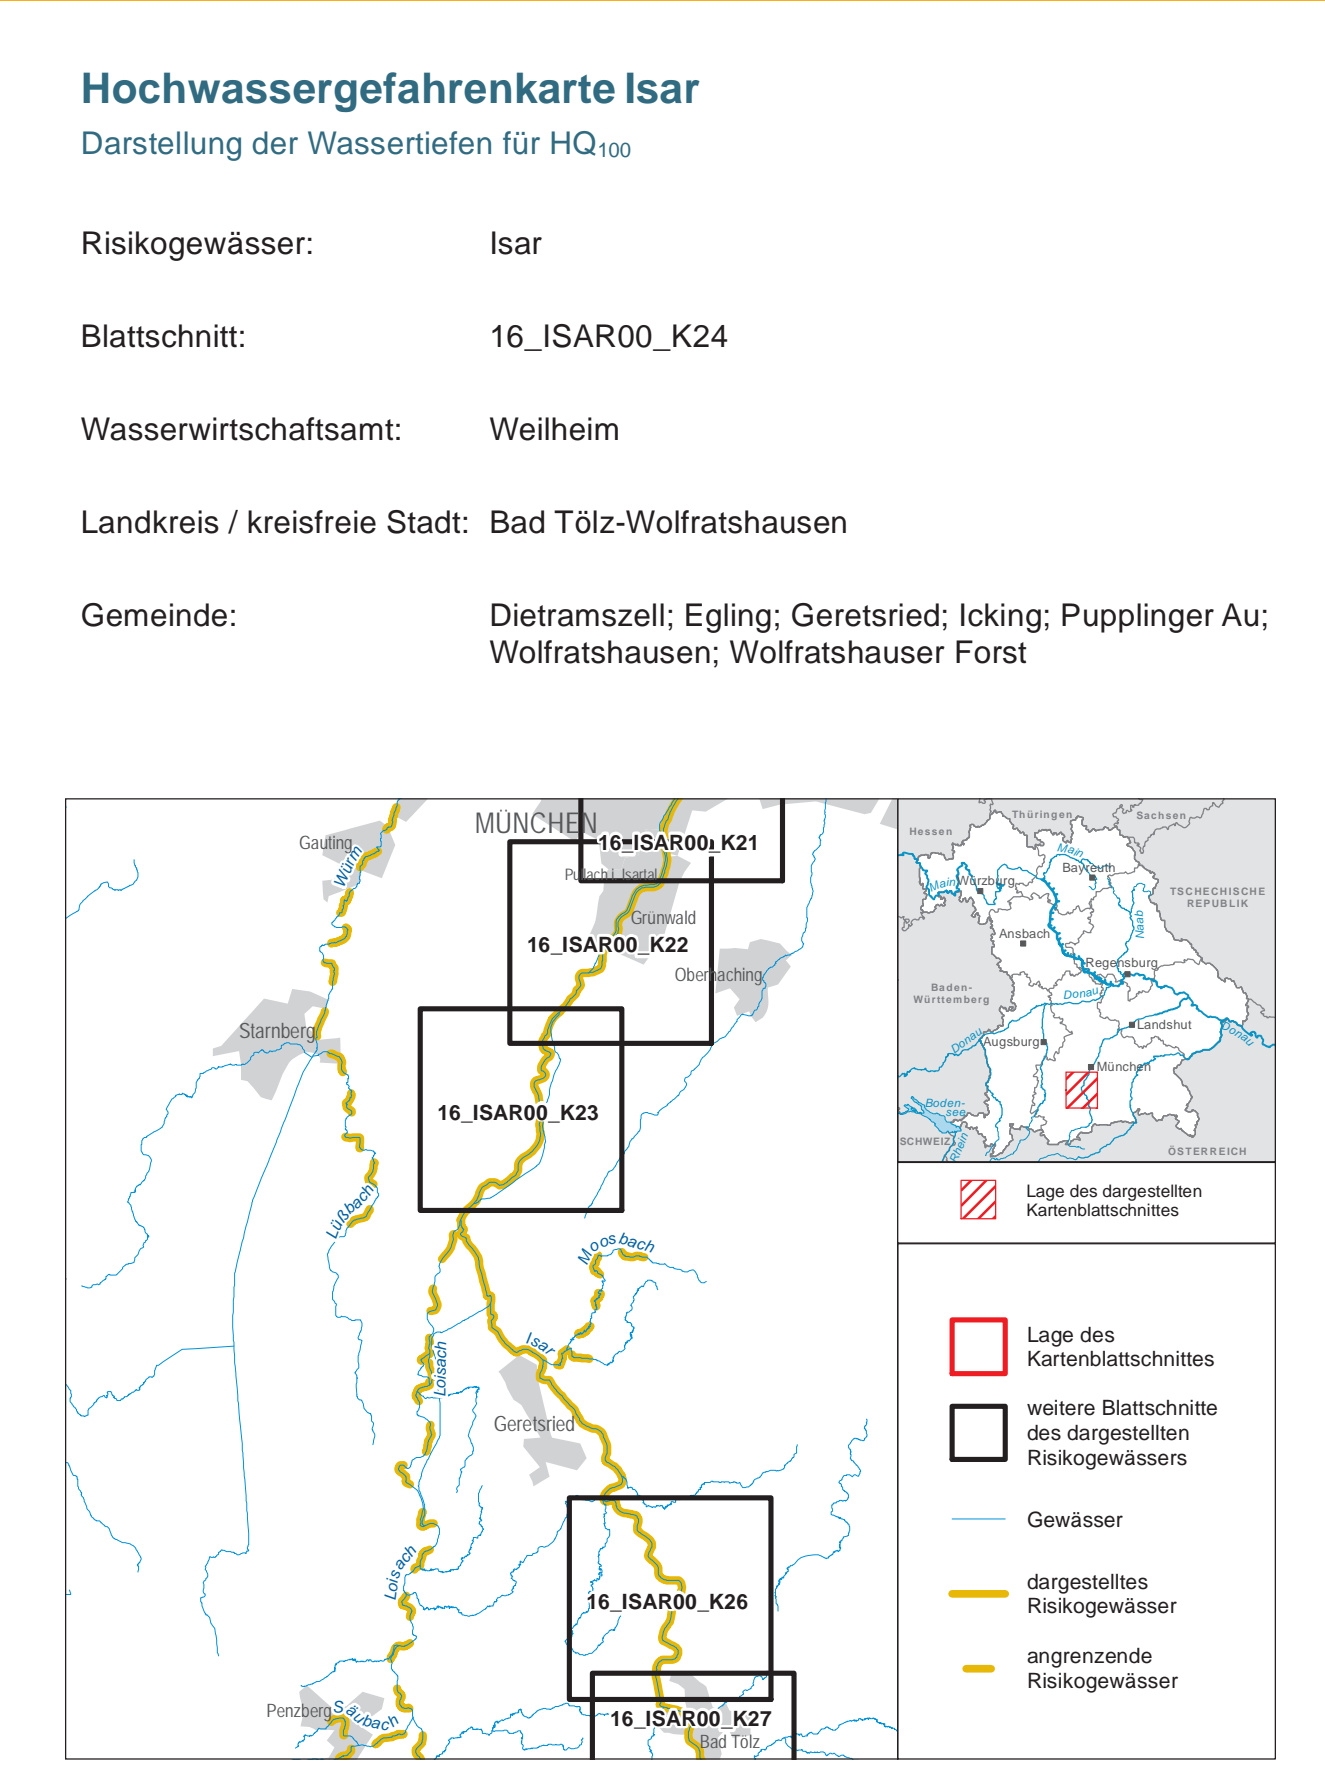 Hochwassergefahrenkarte Isar
Darstellung der Wassertiefen für HQ100
Risikogewässer: Isar
Blattschnitt: 16_ISAR00_K24
Wasserwirtschaftsamt: Weilheim
Landkreis / kreisfreie Stadt: Bad Tölz-Wolfratshausen
Gemeinde: Dietramszell; Egling; Geretsried; Icking; Pupplinger Au;
Wolfratshausen; Wolfratshauser Forst
MÜNCHEN
Gauting
Würm
16_ISAR00_K21
Pullach i. Isartal
Grünwald
16_ISAR00_K22
Oberhaching
Starnberg
16_ISAR00_K23
Lüßbach
Moosbach
Isar
Loisach
Geretsried
Loisach
16_ISAR00_K26
Penzberg
Säubach
16_ISAR00_K27
Bad Tölz
Thüringen
Sachsen
Hessen
Main
Bayreuth
Main
Würzburg
TSCHECHISCHE
REPUBLIK
Naab
Ansbach
Regensburg
Baden-
Württemberg
Donau
Landshut
Donau
Donau
Augsburg
München
Boden-
see
SCHWEIZ
Rhein
ÖSTERREICH
Lage des dargestellten
Kartenblattschnittes
Lage des
Kartenblattschnittes
weitere Blattschnitte
des dargestellten
Risikogewässers
Gewässer
dargestelltes
Risikogewässer
angrenzende
Risikogewässer